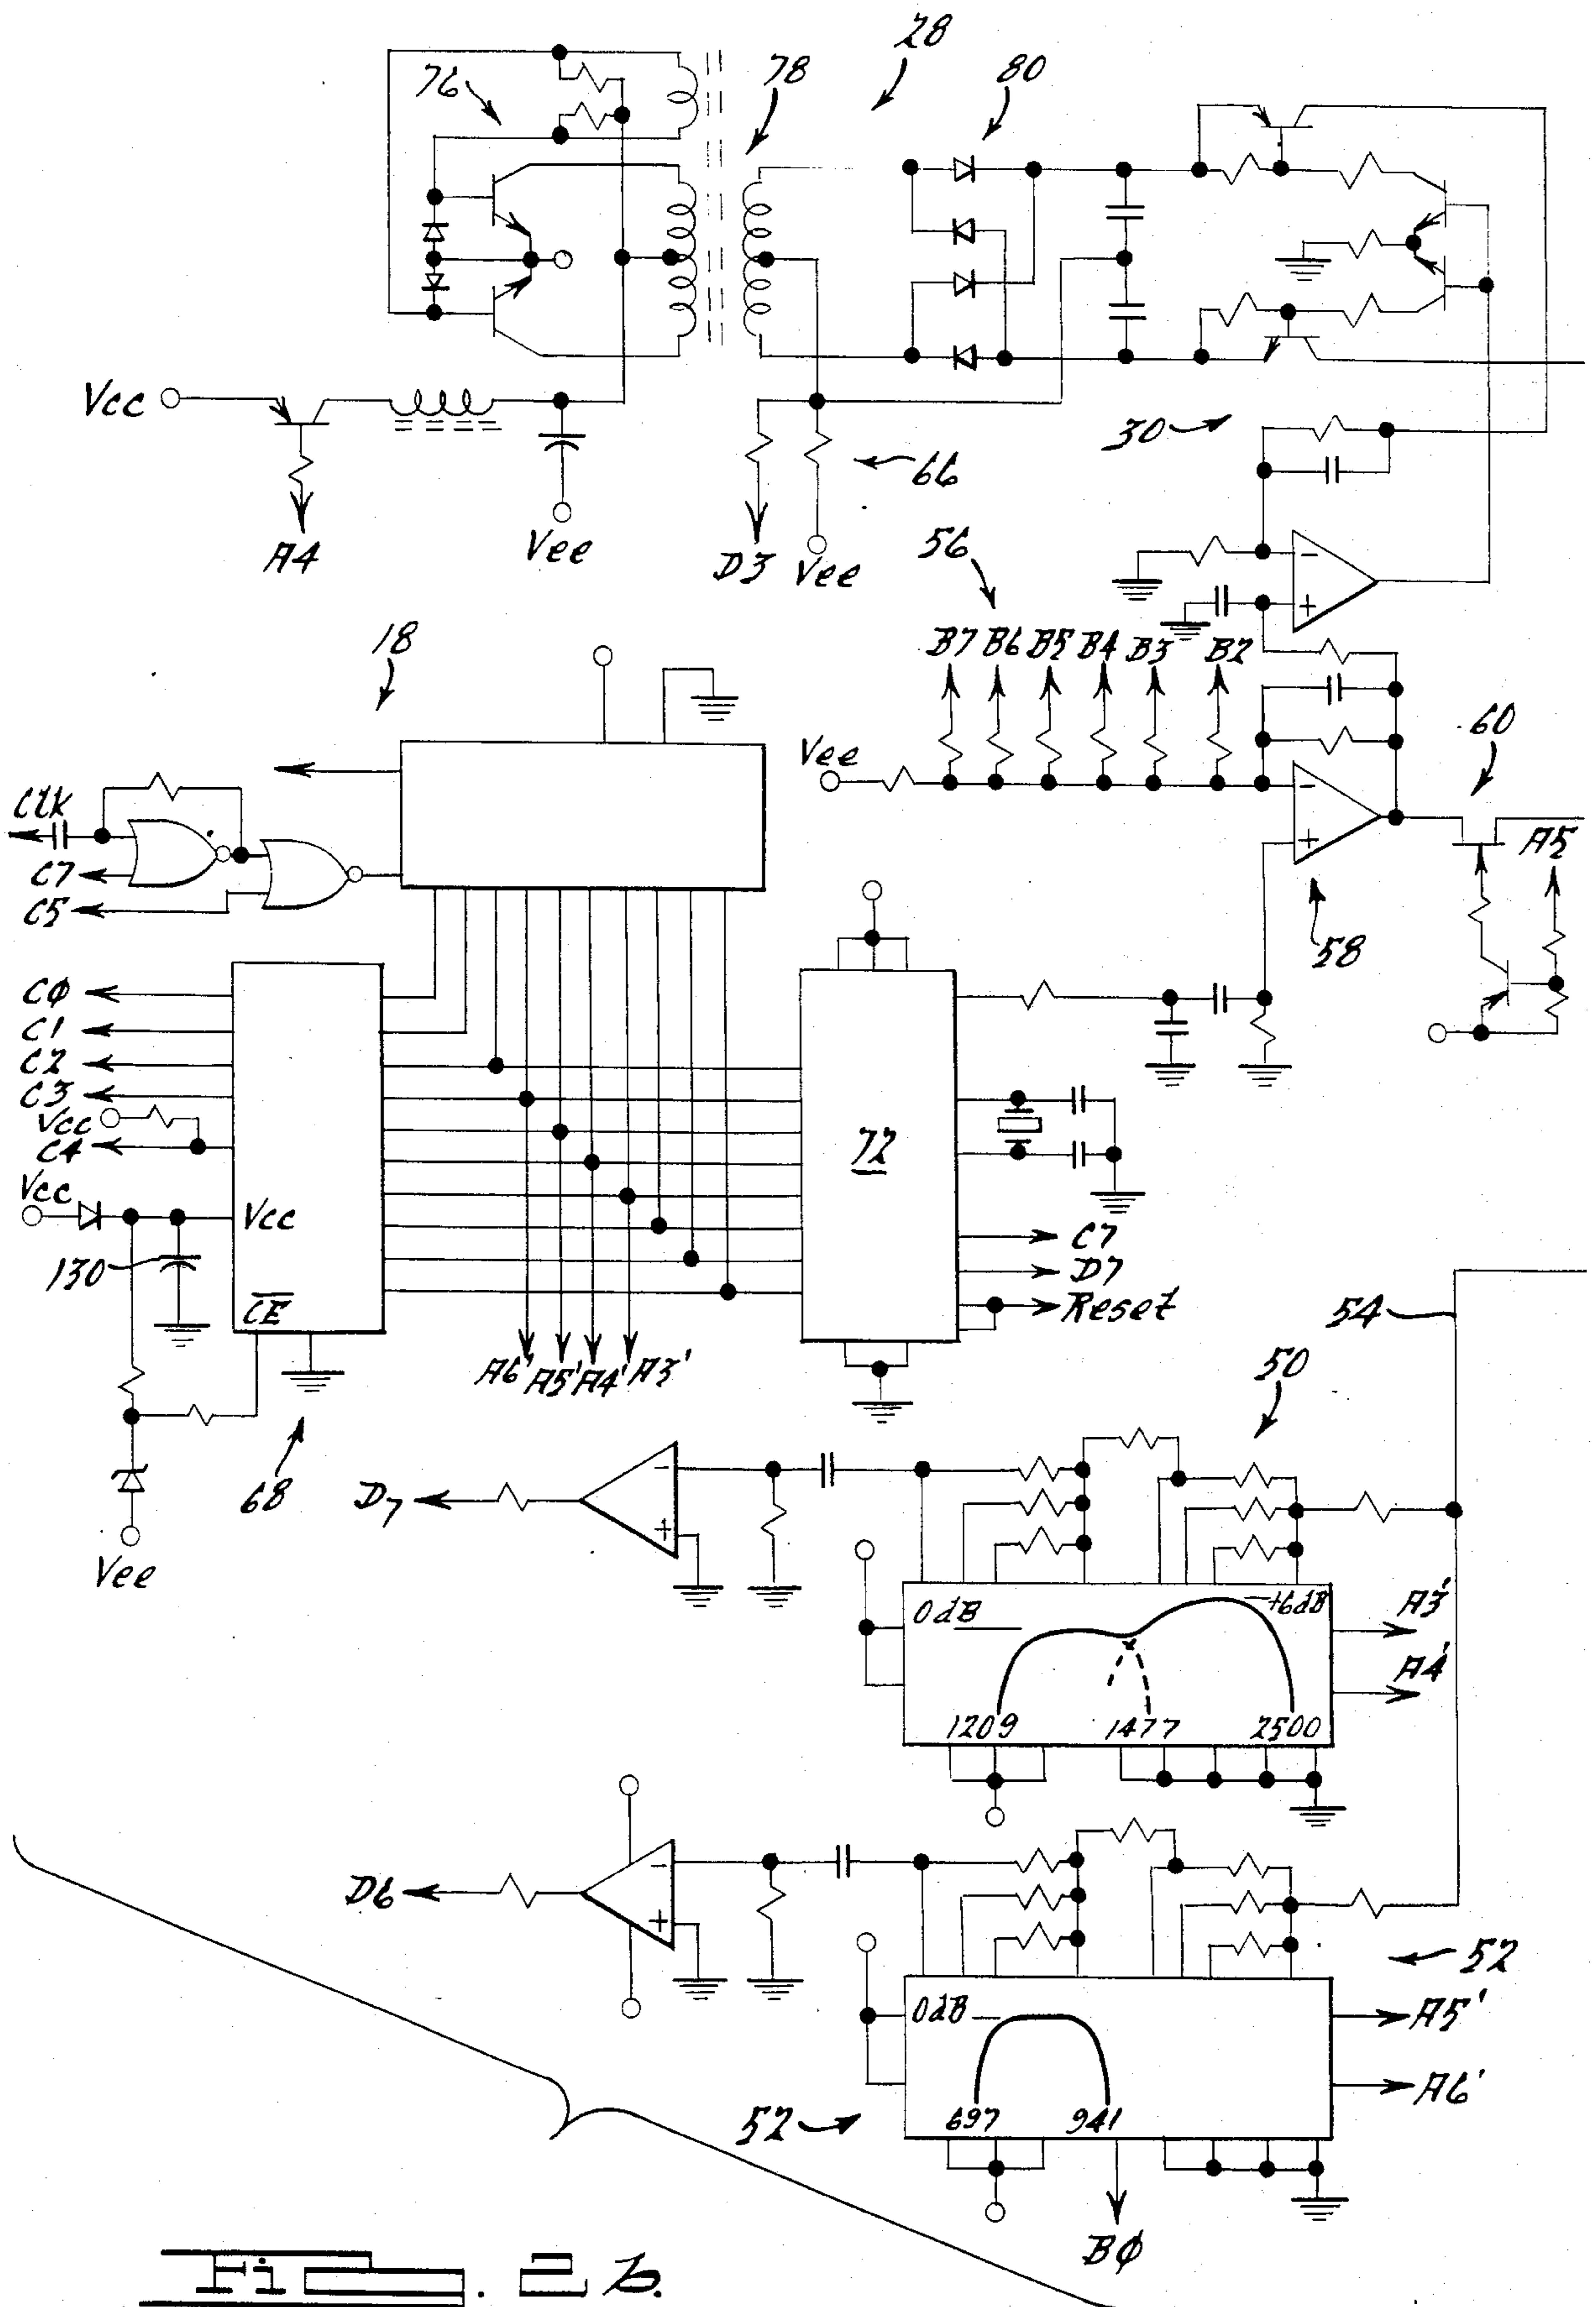 28
76
78
80
Vcc
A4
Vee
D3
Vee
66
30
56
B7 B6 B5 B4 B3 B2
18
Vee
60
CLK
C7
C5
A5
58
CΦ
C1
C2
C3
Vcc
C4
Vcc
Vcc
130
CE
72
C7
D7
Reset
54
A6' A5' A4' A3'
50
68
Vee
D7
- +
0dB
+6dB
1209 1477 2500
A3'
A4'
D6
- +
52
0dB
697 941
A5'
A6'
52
BΦ
Fig. 2b.